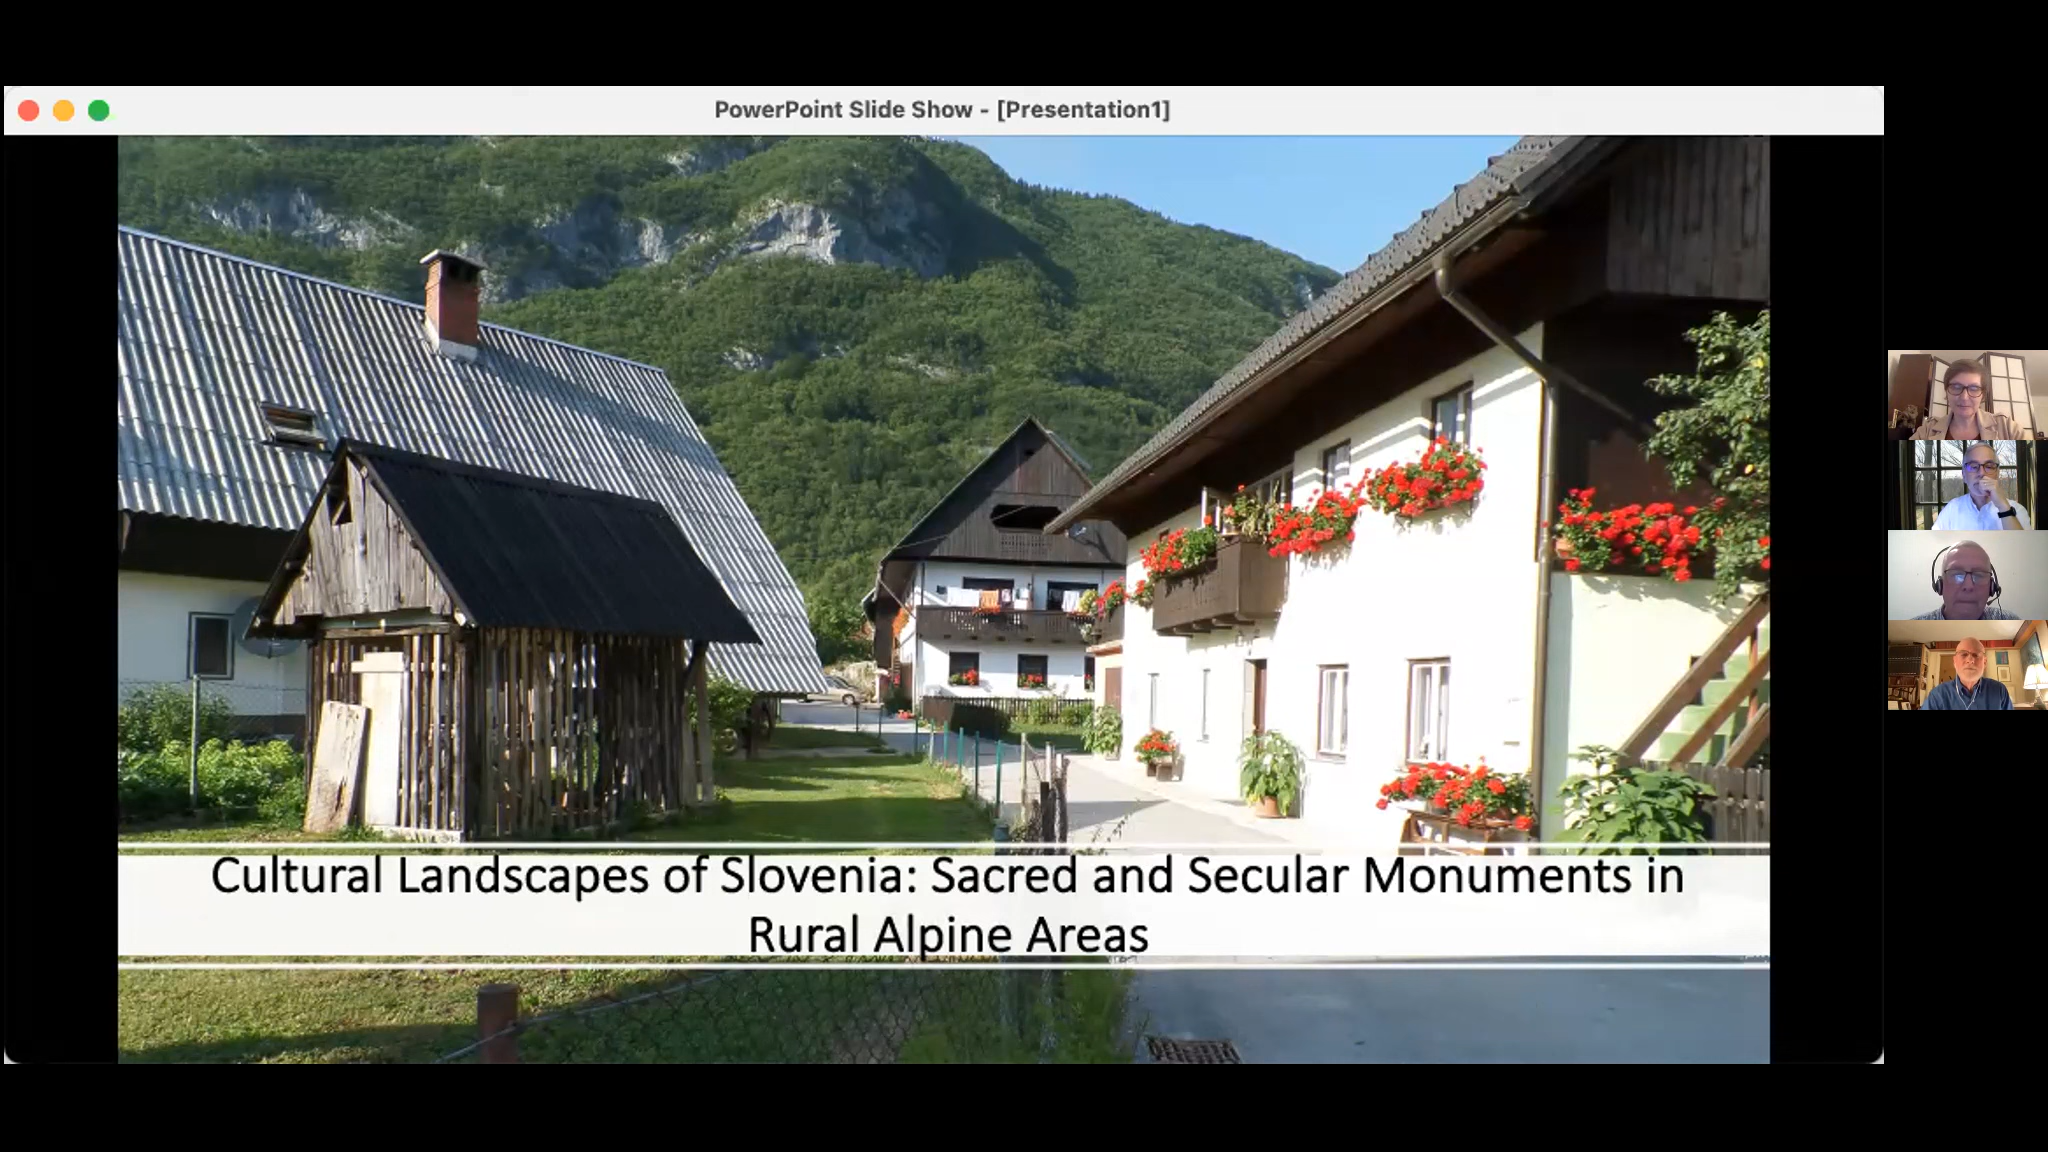 PowerPoint Slide Show - [Presentation1]
Cultural Landscapes of Slovenia: Sacred and Secular Monuments in
Rural Alpine Areas